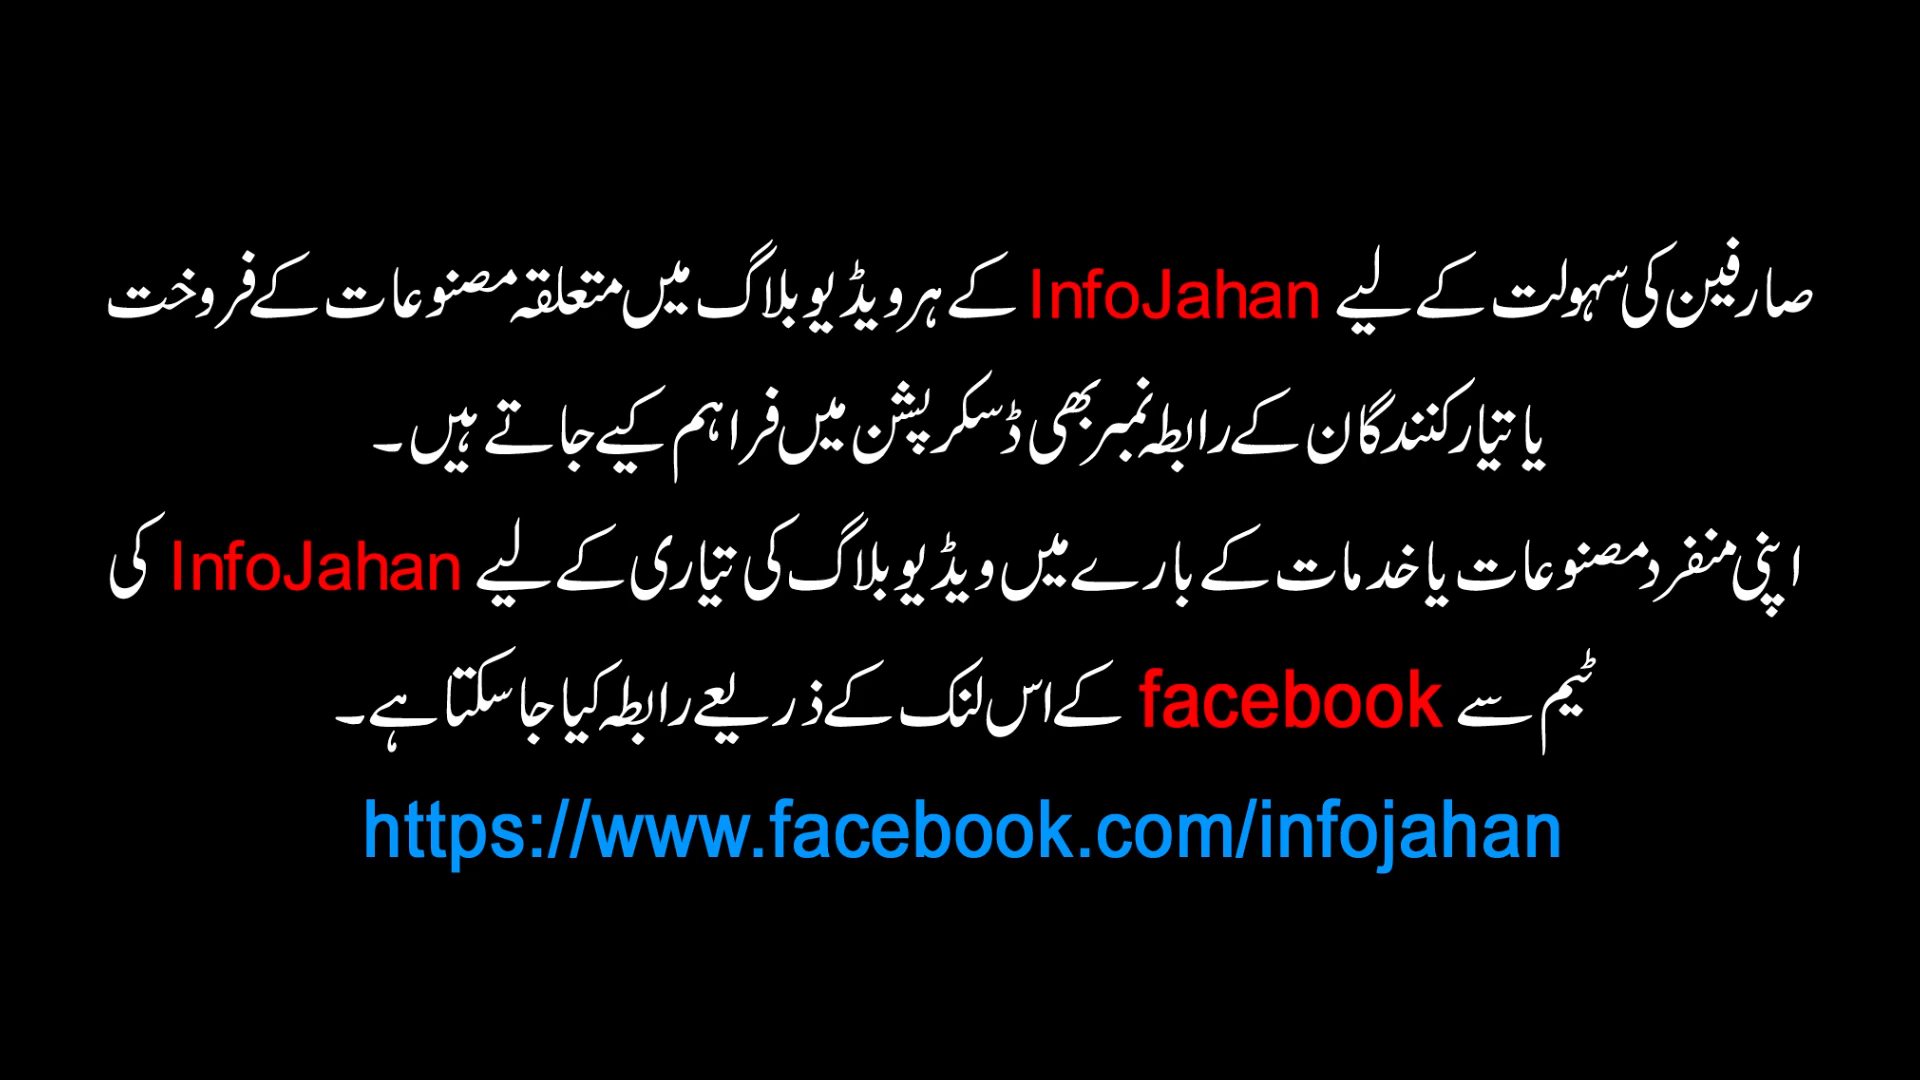 صارفین کی سہولت کے لیے InfoJahan کے ہر ویڈیو بلاگ میں متعلقہ مصنوعات کے فروخت
یا تیار کنندگان کے رابطہ نمبر بھی ڈسکرپشن میں فراہم کیے جاتے ہیں۔
اپنی منفرد مصنوعات یا خدمات کے بارے میں ویڈیو بلاگ کی تیاری کے لیے InfoJahan کی
ٹیم سے facebook کے اس لنک کے ذریعے رابطہ کیا جا سکتا ہے۔
https://www.facebook.com/infojahan